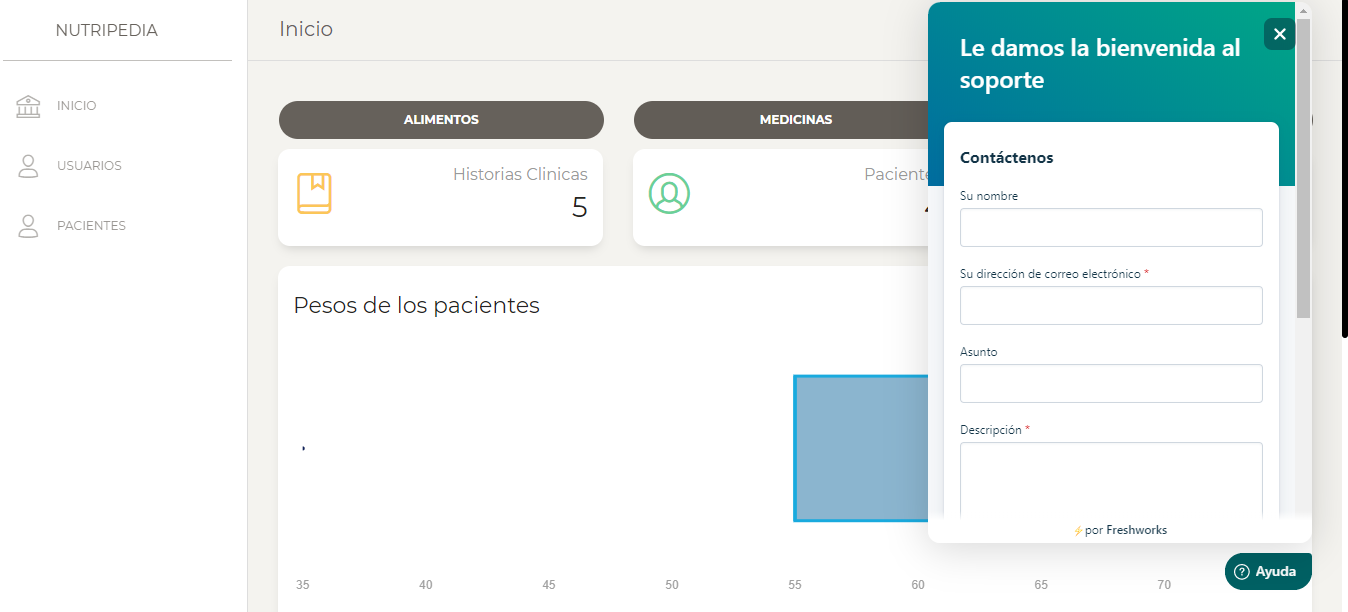 NUTRIPEDIA
INICIO
USUARIOS
PACIENTES
Inicio
ALIMENTOS
MEDICINAS
Historias Clinicas
5
Pesos de los pacientes
35 40 45 50 55 60 65 70
Le damos la bienvenida al
soporte
Contáctenos
Su nombre
Su dirección de correo electrónico *
Asunto
Descripción *
por Freshworks
Ayuda